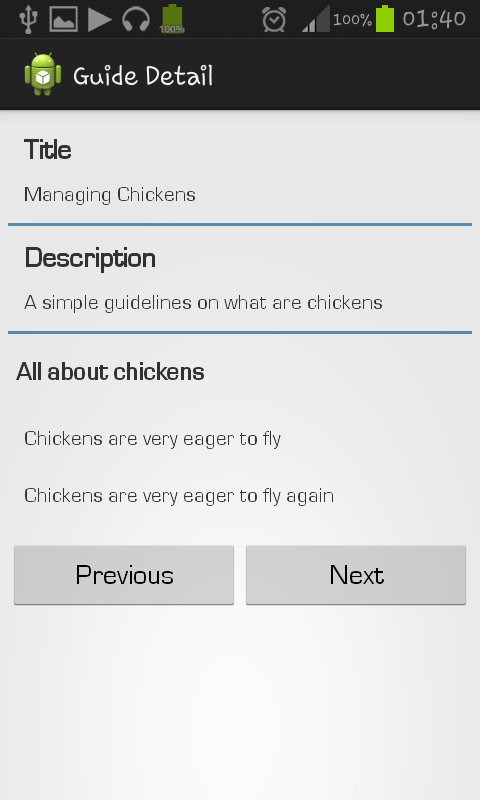 100% 100% 01:40
Guide Detail
Title
Managing Chickens
Description
A simple guidelines on what are chickens
All about chickens
Chickens are very eager to fly
Chickens are very eager to fly again
Previous Next